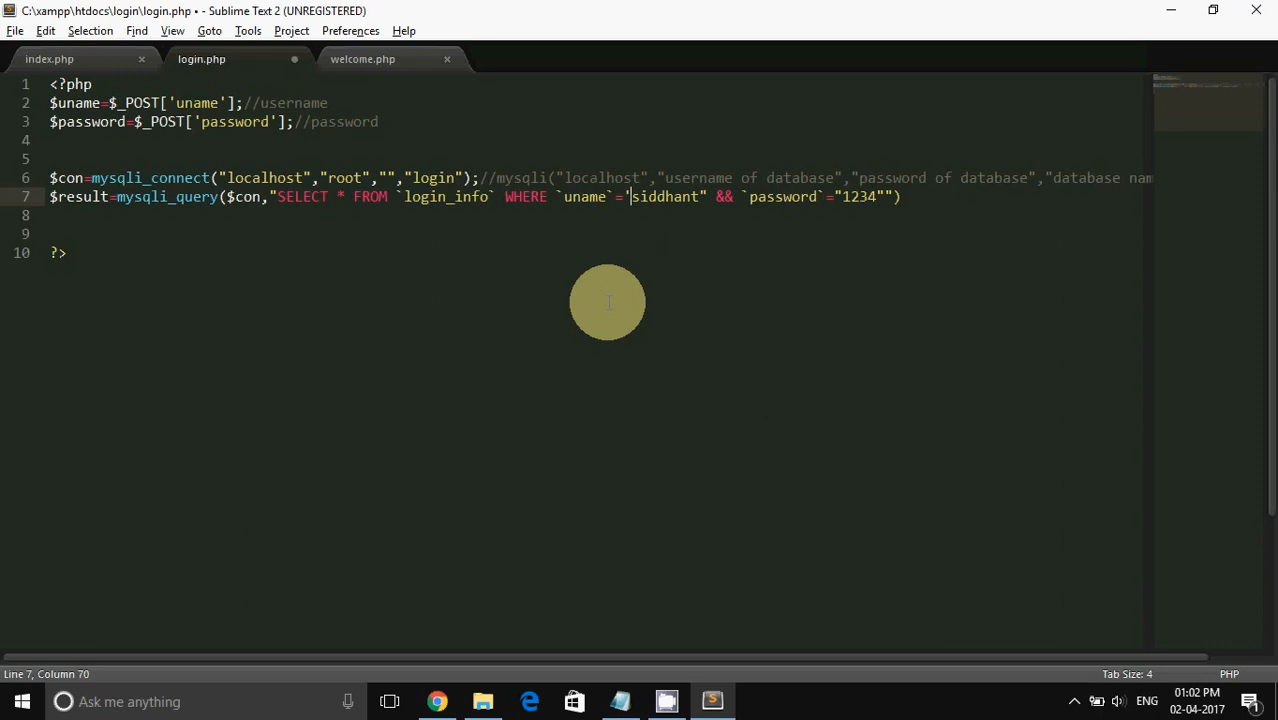 C:\xampp\htdocs\login\login.php • - Sublime Text 2 (UNREGISTERED)
File Edit Selection Find View Goto Tools Project Preferences Help
index.php login.php welcome.php
1 <?php
2 $uname=$_POST['uname'];//username
3 $password=$_POST['password'];//password
4
5
6 $con=mysqli_connect("localhost","root","","login");//mysqli("localhost","username of database","password of database","database nam
7 $result=mysqli_query($con,"SELECT * FROM `login_info` WHERE `uname`='siddhant" && `password`="1234"")
8
9
10 ?>
Line 7, Column 70 Tab Size: 4 PHP
Ask me anything ENG 01:02 PM
02-04-2017 1